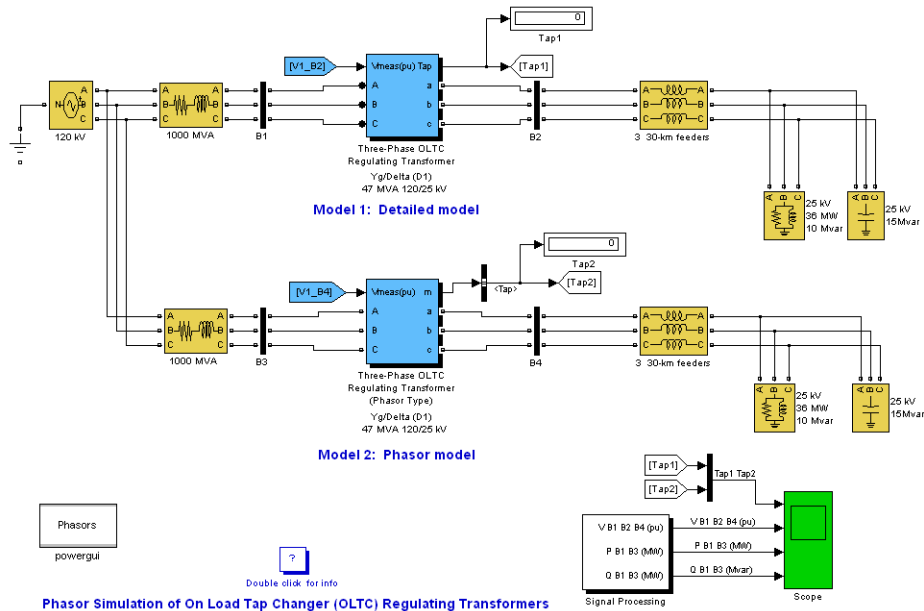 0
Tap1
[V1_B2]
Vmeas(pu) Tap
[Tap1]
A a
B b
C c
N A B C
120 kV
A A
B B
C C
1000 MVA
B1
B2
A A
B B
C C
3 30-km feeders
Three-Phase OLTC
Regulating Transformer
Yg/Delta (D1)
47 MVA 120/25 kV
Model 1: Detailed model
A B C
25 kV
36 MW
10 Mvar
A B C
25 kV
15Mvar
0
Tap2
[V1_B4]
Vmeas(pu) m
<Tap>
[Tap2]
A a
B b
C c
A A
B B
C C
1000 MVA
B3
B4
A A
B B
C C
3 30-km feeders
Three-Phase OLTC
Regulating Transformer
(Phasor Type)
Yg/Delta (D1)
47 MVA 120/25 kV
Model 2: Phasor model
A B C
25 kV
36 MW
10 Mvar
A B C
25 kV
15Mvar
[Tap1]
[Tap2]
Tap1 Tap2
Phasors
powergui
?
Double click for info
V B1 B2 B4 (pu)
P B1 B3 (MW)
Q B1 B3 (MW)
Signal Processing
V B1 B2 B4 (pu)
P B1 B3 (MW)
Q B1 B3 (Mvar)
Scope
Phasor Simulation of On Load Tap Changer (OLTC) Regulating Transformers